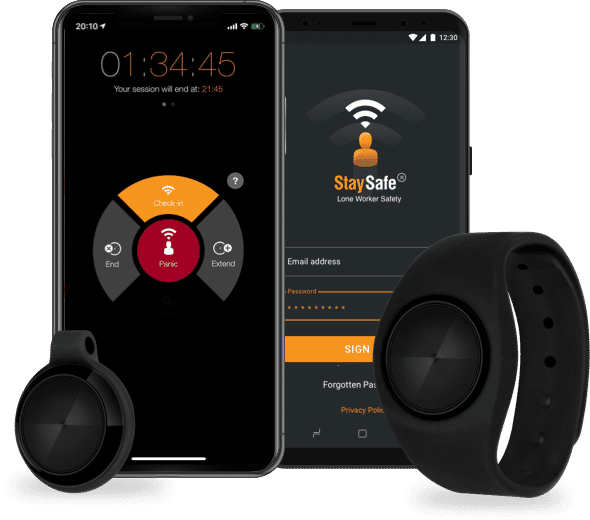 20:10
01:34:45
Your session will end at: 21:45
?
Check-in
End
Panic
Extend
12:30
StaySafe®
Lone Worker Safety
Email address
Password
*********
SIGN
Forgotten Pas
Privacy Polic